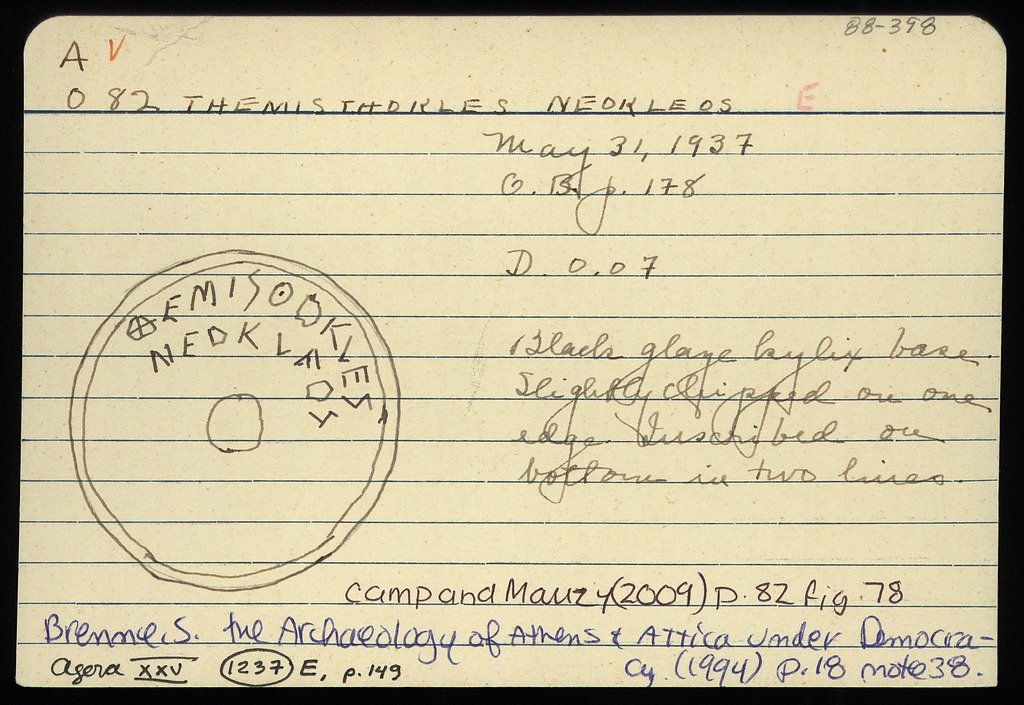 88-398
A V
O 82 THEMISTHOKLES NEOKLEOS E
May 31, 1937
O.B. p. 178
D. 0.07
ⴲEMISʘOKLES
NEOKLEOS
Black glaze kylix base.
Slightly chipped on one
edge. Inscribed on
bottom in two lines.
Camp and Mauzy (2009) p. 82 fig. 78
Brenne, S. the Archaeology of Athens & Attica under Democra-
cy (1994) p. 18 note 38.
Agora XXV 1237 E, p. 149